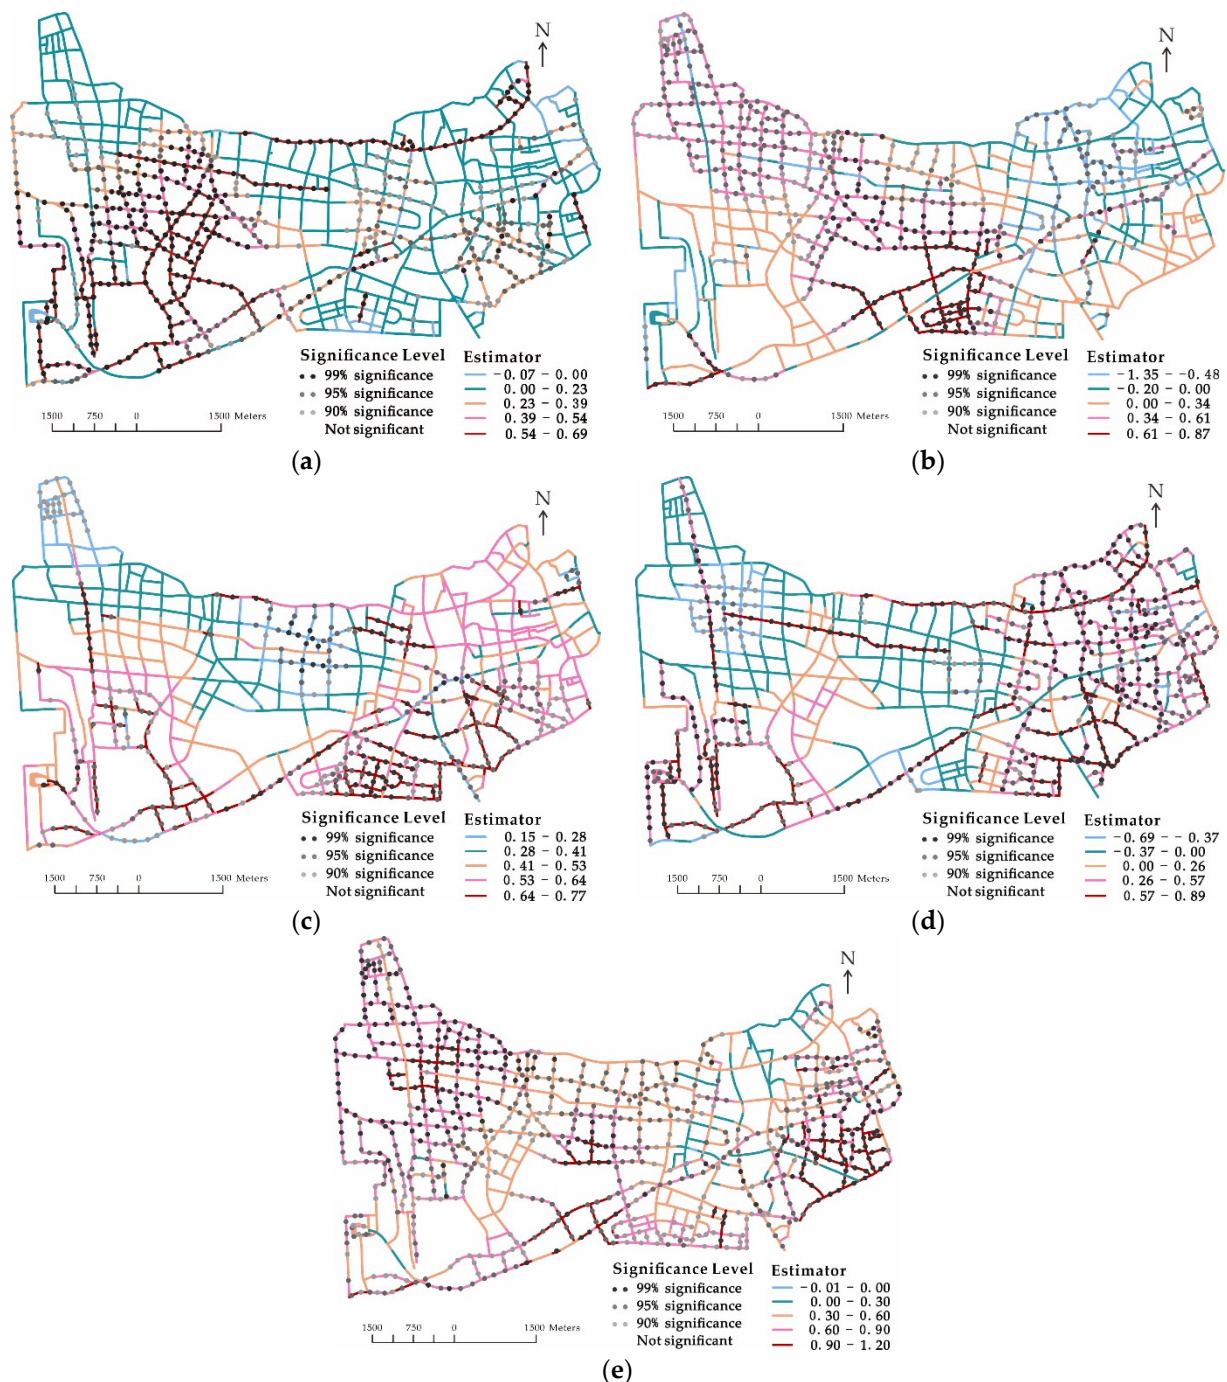 N
Significance Level Estimator
99% significance -0.07 - 0.00
95% significance 0.00 - 0.23
90% significance 0.23 - 0.39
Not significant 0.39 - 0.54
0.54 - 0.69
1500 750 0 1500 Meters
(a)
N
Significance Level Estimator
99% significance -1.35 - -0.48
95% significance -0.20 - 0.00
90% significance 0.00 - 0.34
Not significant 0.34 - 0.61
0.61 - 0.87
1500 750 0 1500 Meters
(b)
N
Significance Level Estimator
99% significance 0.15 - 0.28
95% significance 0.28 - 0.41
90% significance 0.41 - 0.53
Not significant 0.53 - 0.64
0.64 - 0.77
1500 750 0 1500 Meters
(c)
N
Significance Level Estimator
99% significance -0.69 - -0.37
95% significance -0.37 - 0.00
90% significance 0.00 - 0.26
Not significant 0.26 - 0.57
0.57 - 0.89
1500 750 0 1500 Meters
(d)
N
Significance Level Estimator
99% significance -0.01 - 0.00
95% significance 0.00 - 0.30
90% significance 0.30 - 0.60
Not significant 0.60 - 0.90
0.90 - 1.20
1500 750 0 1500 Meters
(e)